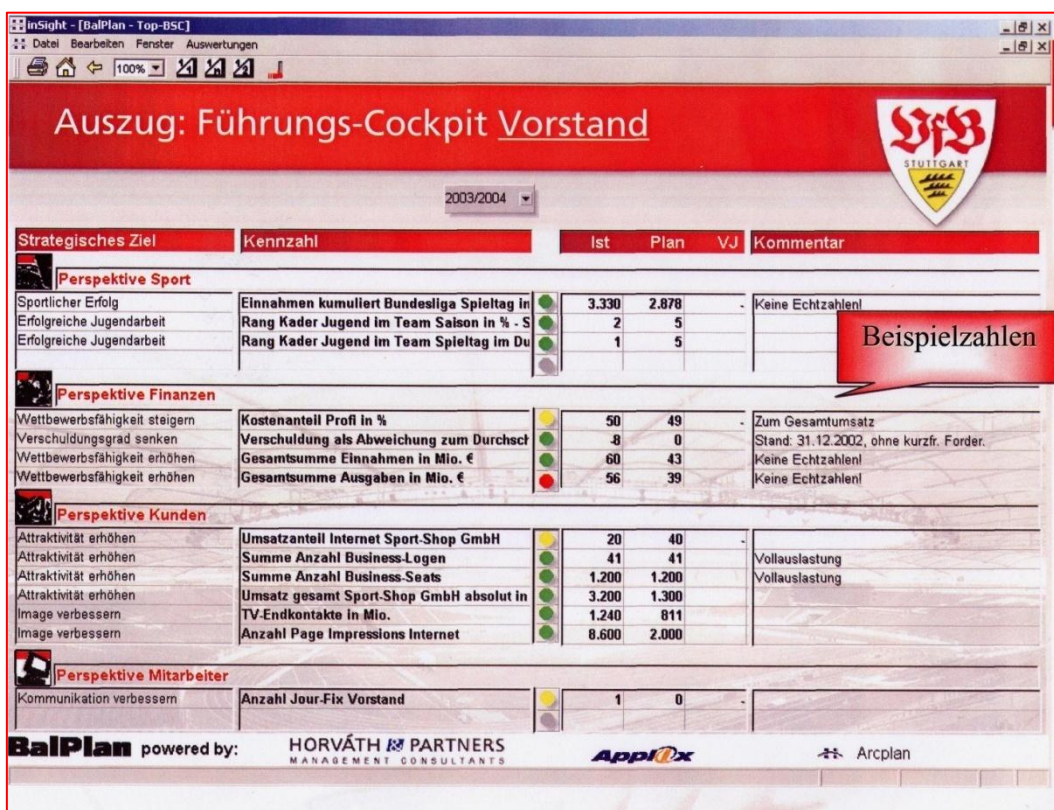 inSight - [BalPlan - Top-BSC]
Datei Bearbeiten Fenster Auswertungen
100%
Auszug: Führungs-Cockpit Vorstand
VfB
STUTTGART
2003/2004
Strategisches Ziel Kennzahl Ist Plan VJ Kommentar
Perspektive Sport
Sportlicher Erfolg Einnahmen kumuliert Bundesliga Spieltag in 3.330 2.878 - Keine Echtzahlen!
Erfolgreiche Jugendarbeit Rang Kader Jugend im Team Saison in % - S 2 5
Erfolgreiche Jugendarbeit Rang Kader Jugend im Team Spieltag im Du 1 5
Beispielzahlen
Perspektive Finanzen
Wettbewerbsfähigkeit steigern Kostenanteil Profi in % 50 49 - Zum Gesamtumsatz
Verschuldungsgrad senken Verschuldung als Abweichung zum Durchscl -8 0 Stand: 31.12.2002, ohne kurzfr. Forder.
Wettbewerbsfähigkeit erhöhen Gesamtsumme Einnahmen in Mio. € 60 43 Keine Echtzahlen!
Wettbewerbsfähigkeit erhöhen Gesamtsumme Ausgaben in Mio. € 56 39 Keine Echtzahlen!
Perspektive Kunden
Attraktivität erhöhen Umsatzanteil Internet Sport-Shop GmbH 20 40 -
Attraktivität erhöhen Summe Anzahl Business-Logen 41 41 Vollauslastung
Attraktivität erhöhen Summe Anzahl Business-Seats 1.200 1.200 Vollauslastung
Attraktivität erhöhen Umsatz gesamt Sport-Shop GmbH absolut in 3.200 1.300
Image verbessern TV-Endkontakte in Mio. 1.240 811
Image verbessern Anzahl Page Impressions Internet 8.600 2.000
Perspektive Mitarbeiter
Kommunikation verbessern Anzahl Jour-Fix Vorstand 1 0 -
BalPlan powered by: HORVÁTH & PARTNERS Applix Arcplan
MANAGEMENT CONSULTANTS